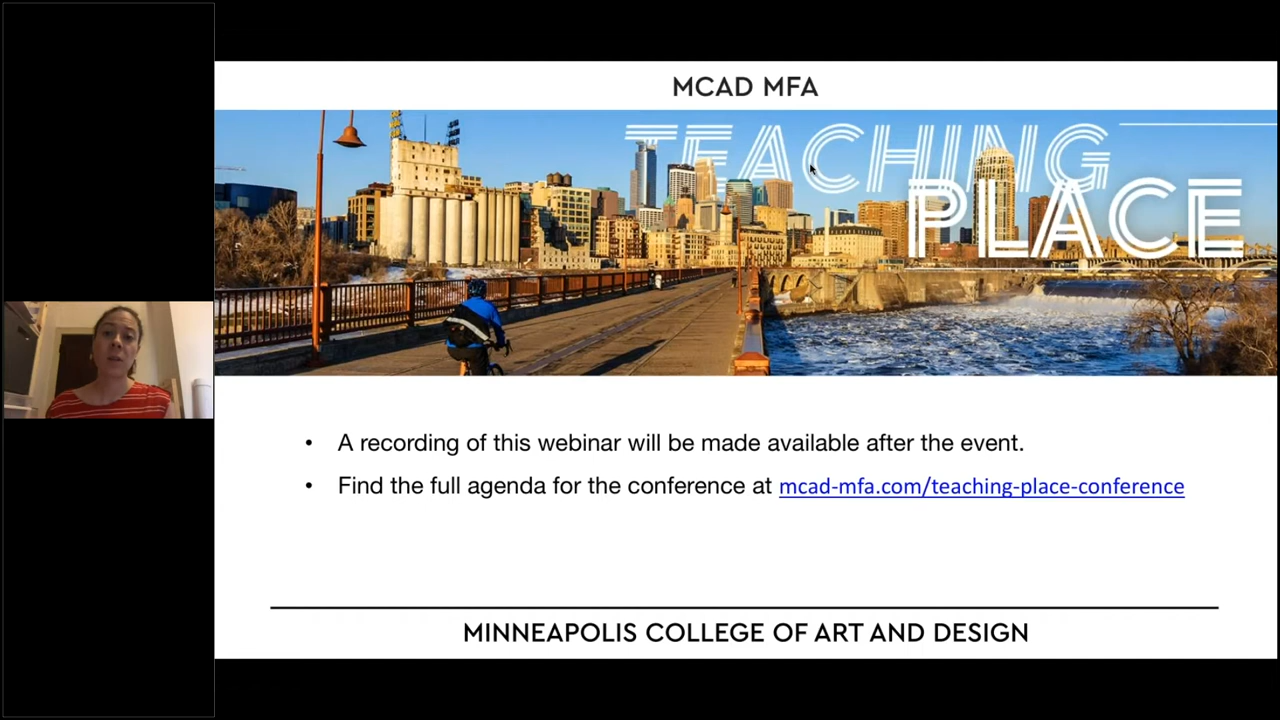 MCAD MFA
TEACHING
PLACE
• A recording of this webinar will be made available after the event.
• Find the full agenda for the conference at mcad-mfa.com/teaching-place-conference
MINNEAPOLIS COLLEGE OF ART AND DESIGN